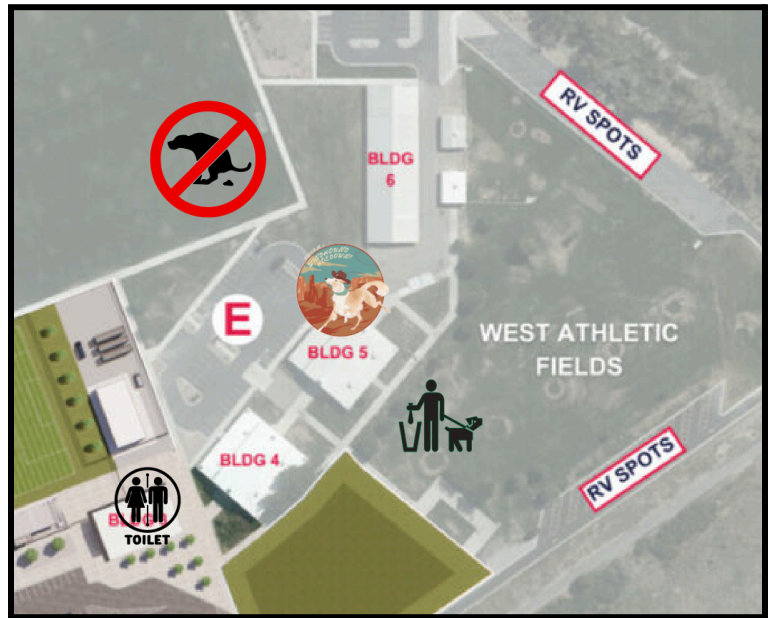 RV SPOTS
BLDG
6
E
BLDG 5
WEST ATHLETIC
FIELDS
BLDG 4
RV SPOTS
TOILET